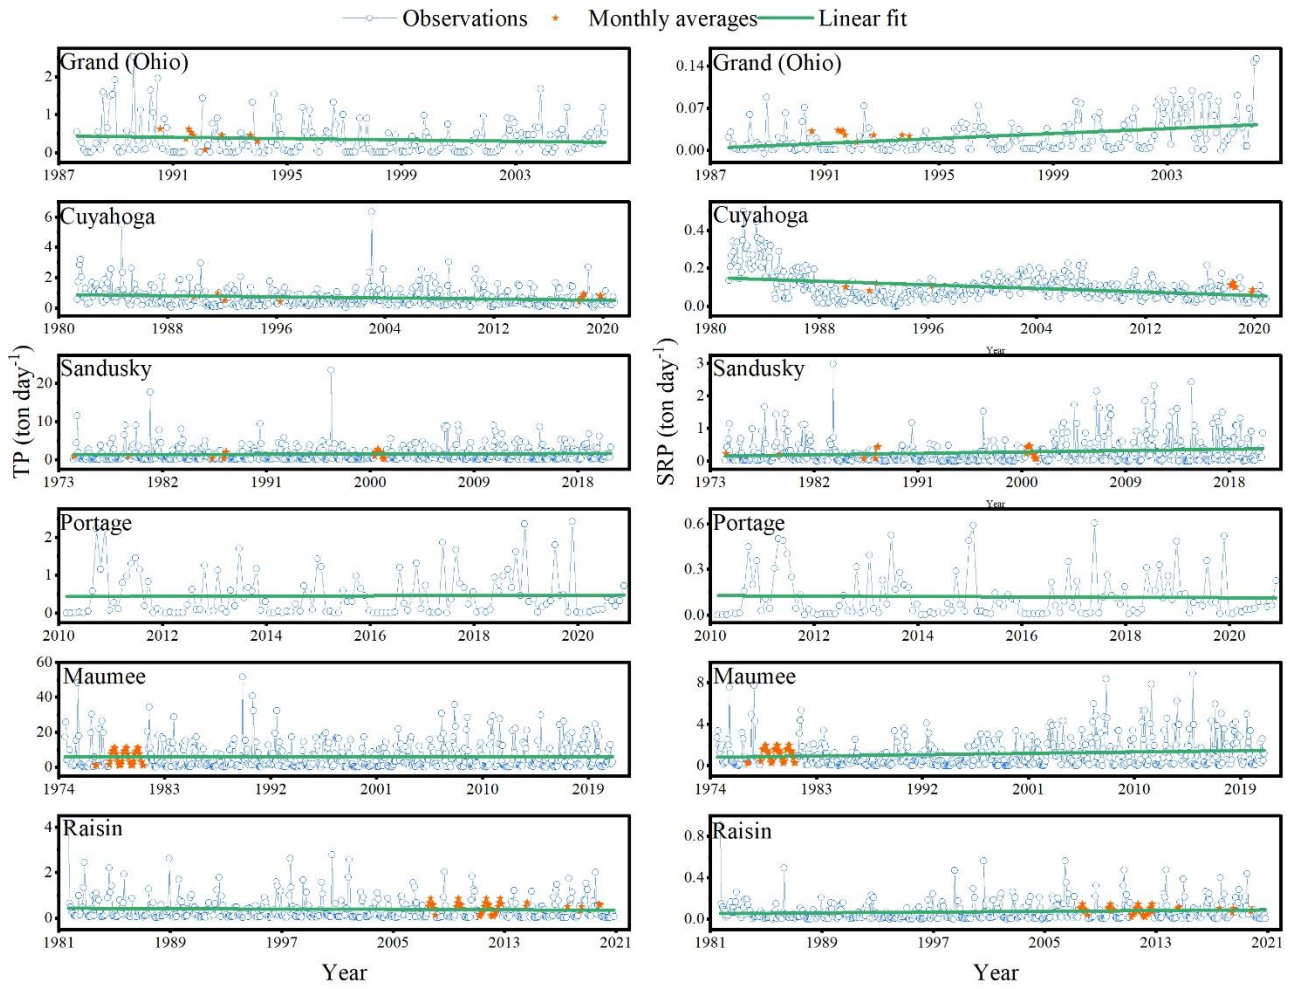 Observations Monthly averages Linear fit
TP (ton day-1)
Grand (Ohio)
2
1
0
1987 1991 1995 1999 2003
Cuyahoga
6
4
2
0
1980 1988 1996 2004 2012 2020
Sandusky
20
10
0
1973 1982 1991 2000 2009 2018
Portage
2
1
0
2010 2012 2014 2016 2018 2020
Maumee
60
40
20
0
1974 1983 1992 2001 2010 2019
Raisin
4
2
0
1981 1989 1997 2005 2013 2021
Year
SRP (ton day-1)
Grand (Ohio)
0.14
0.07
0.00
1987 1991 1995 1999 2003
Cuyahoga
0.4
0.2
0.0
1980 1988 1996 2004 2012 2020
Year
Sandusky
3
2
1
0
1973 1982 1991 2000 2009 2018
Year
Portage
0.6
0.3
0.0
2010 2012 2014 2016 2018 2020
Maumee
8
4
0
1974 1983 1992 2001 2010 2019
Raisin
0.8
0.4
0.0
1981 1989 1997 2005 2013 2021
Year